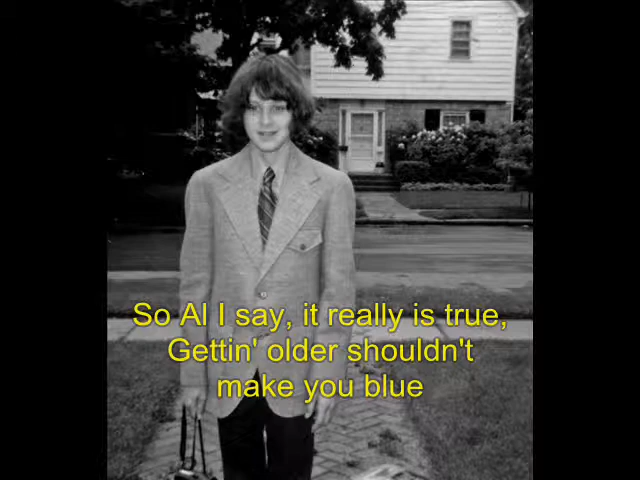 So Al I say, it really is true,
Gettin' older shouldn't
make you blue